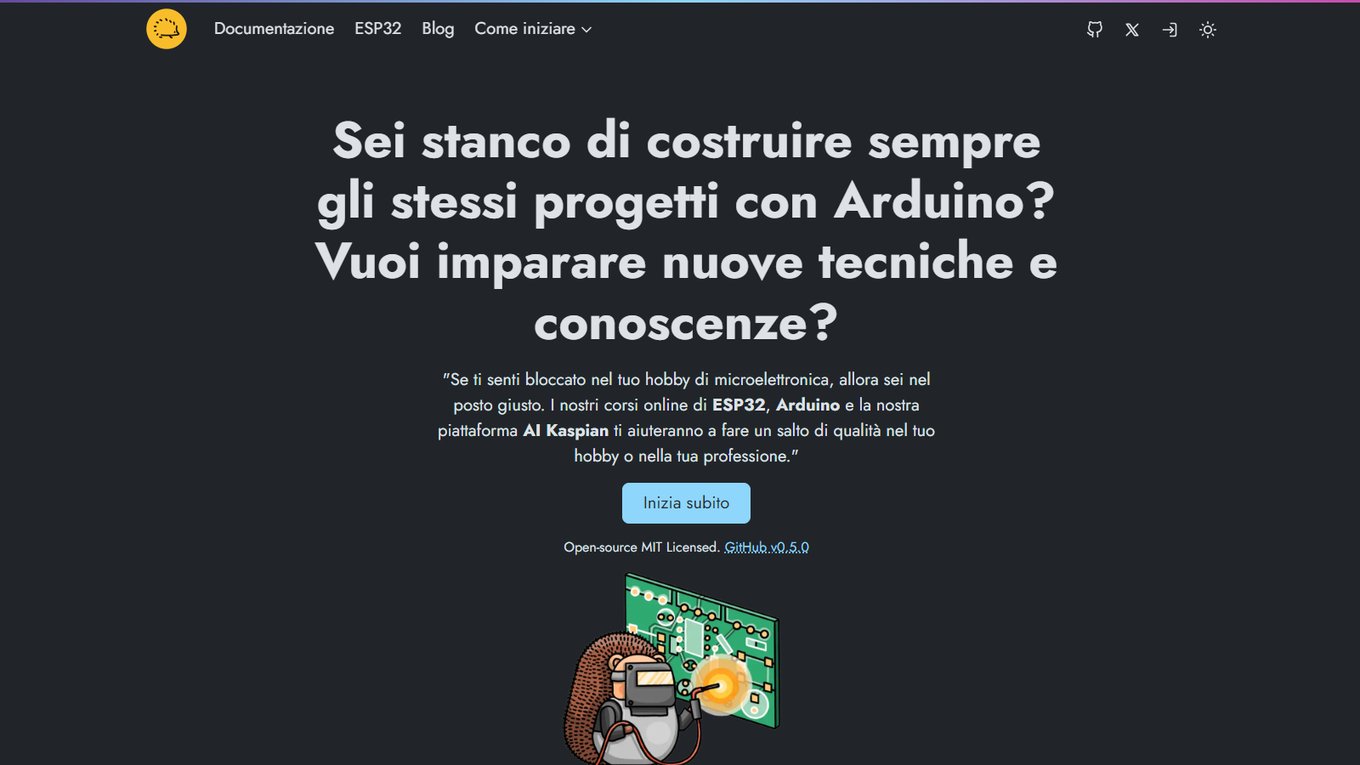 Documentazione ESP32 Blog Come iniziare
Sei stanco di costruire sempre
gli stessi progetti con Arduino?
Vuoi imparare nuove tecniche e
conoscenze?
"Se ti senti bloccato nel tuo hobby di microelettronica, allora sei nel
posto giusto. I nostri corsi online di ESP32, Arduino e la nostra
piattaforma AI Kaspian ti aiuteranno a fare un salto di qualità nel tuo
hobby o nella tua professione."
Inizia subito
Open-source MIT Licensed. GitHub v0.5.0